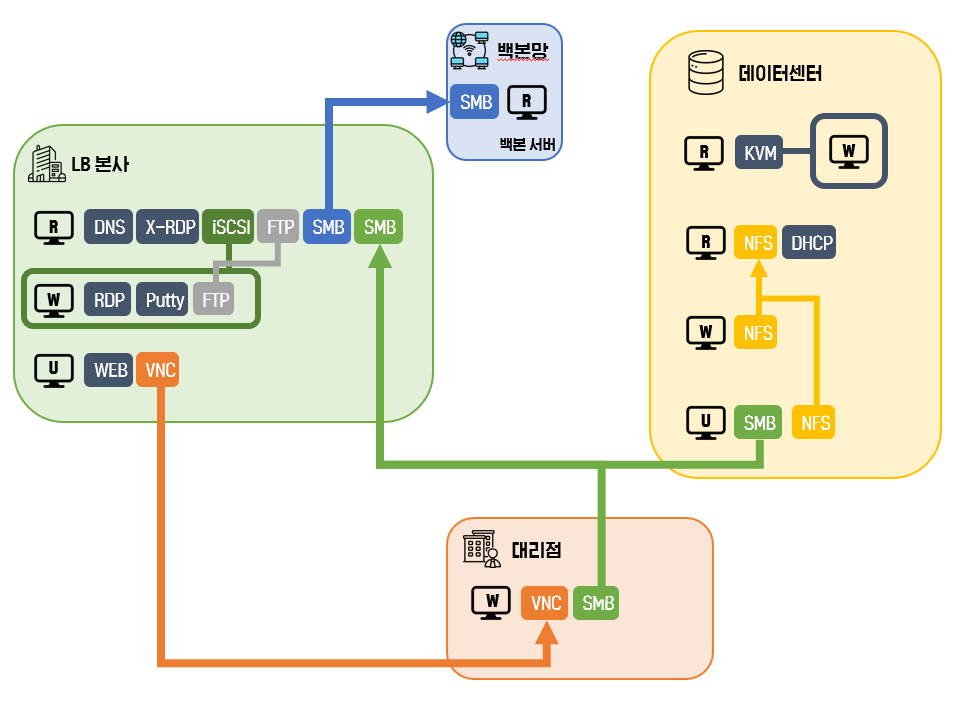 백본망
SMB R
백본 서버
LB 본사
R DNS X-RDP iSCSI FTP SMB SMB
W RDP Putty FTP
U WEB VNC
데이터센터
R KVM W
R NFS DHCP
W NFS
U SMB NFS
대리점
W VNC SMB